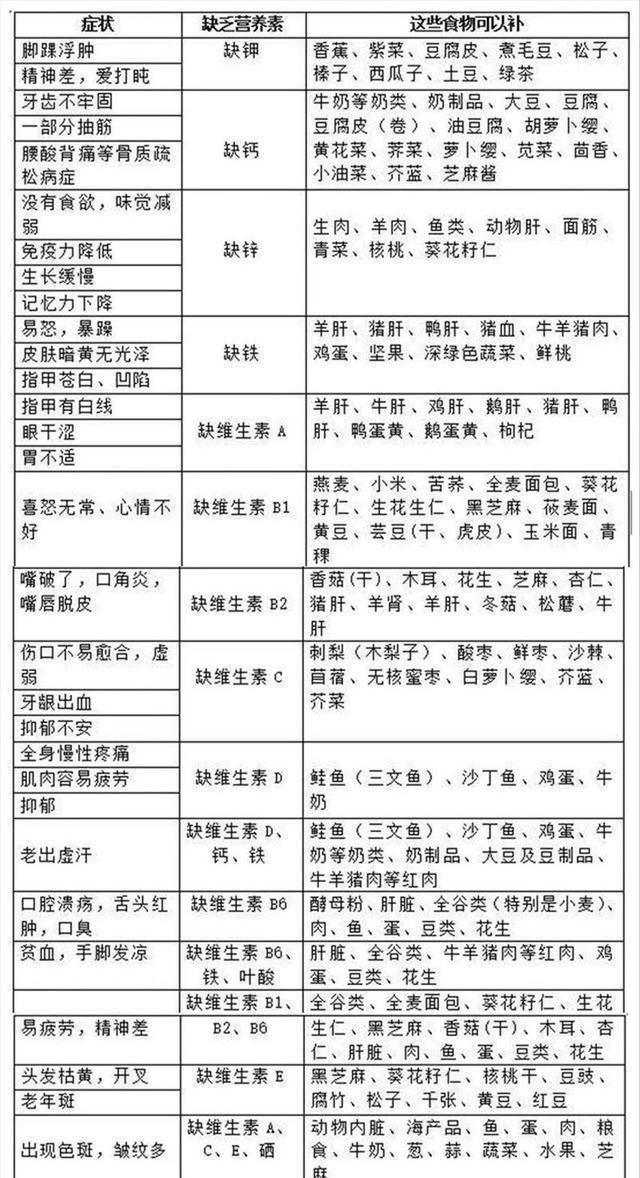 症状 缺乏营养素 这些食物可以补
脚踝浮肿
精神差，爱打盹
缺钾
香蕉、紫菜、豆腐皮、煮毛豆、松子、
榛子、西瓜子、土豆、绿茶
牙齿不牢固
一部分抽筋
腰酸背痛等骨质疏
松病症
缺钙
牛奶等奶类、奶制品、大豆、豆腐、
豆腐皮（卷）、油豆腐、胡萝卜缨、
黄花菜、荠菜、萝卜缨、苋菜、茴香、
小油菜、芥蓝、芝麻酱
没有食欲，味觉减
弱
免疫力降低
生长缓慢
记忆力下降
缺锌
生肉、羊肉、鱼类、动物肝、面筋、
青菜、核桃、葵花籽仁
易怒，暴躁
皮肤暗黄无光泽
指甲苍白、凹陷
缺铁
羊肝、猪肝、鸭肝、猪血、牛羊猪肉、
鸡蛋、坚果、深绿色蔬菜、鲜桃
指甲有白线
眼干涩
胃不适
缺维生素 A
羊肝、牛肝、鸡肝、鹅肝、猪肝、鸭
肝、鸭蛋黄、鹅蛋黄、枸杞
喜怒无常、心情不
好
缺维生素 B1
燕麦、小米、苦荞、全麦面包、葵花
籽仁、生花生仁、黑芝麻、莜麦面、
黄豆、芸豆(干、虎皮)、玉米面、青
稞
嘴破了，口角炎，
嘴唇脱皮
缺维生素 B2
香菇(干)、木耳、花生、芝麻、杏仁、
猪肝、羊肾、羊肝、冬菇、松蘑、牛
肝
伤口不易愈合，虚
弱
牙龈出血
抑郁不安
缺维生素 C
刺梨（木梨子）、酸枣、鲜枣、沙棘、
苜蓿、无核蜜枣、白萝卜缨、芥蓝、
芥菜
全身慢性疼痛
肌肉容易疲劳
抑郁
缺维生素 D
鲑鱼（三文鱼）、沙丁鱼、鸡蛋、牛
奶
老出虚汗
缺维生素 D、
钙、铁
鲑鱼（三文鱼）、沙丁鱼、鸡蛋、牛
奶等奶类、奶制品、大豆及豆制品、
牛羊猪肉等红肉
口腔溃疡，舌头红
肿，口臭
缺维生素 B6
酵母粉、肝脏、全谷类（特别是小麦）、
肉、鱼、蛋、豆类、花生
贫血，手脚发凉
缺维生素 B6、
铁、叶酸
肝脏、全谷类、牛羊猪肉等红肉、鸡
蛋、豆类、花生
易疲劳，精神差
缺维生素 B1、
B2、B6
全谷类、全麦面包、葵花籽仁、生花
生仁、黑芝麻、香菇(干)、木耳、杏
仁、肝脏、肉、鱼、蛋、豆类、花生
头发枯黄，开叉
老年斑
缺维生素 E
黑芝麻、葵花籽仁、核桃干、豆豉、
腐竹、松子、千张、黄豆、红豆
出现色斑，皱纹多
缺维生素 A、
C、E、硒
动物内脏、海产品、鱼、蛋、肉、粮
食、牛奶、葱、蒜、蔬菜、水果、芝
麻